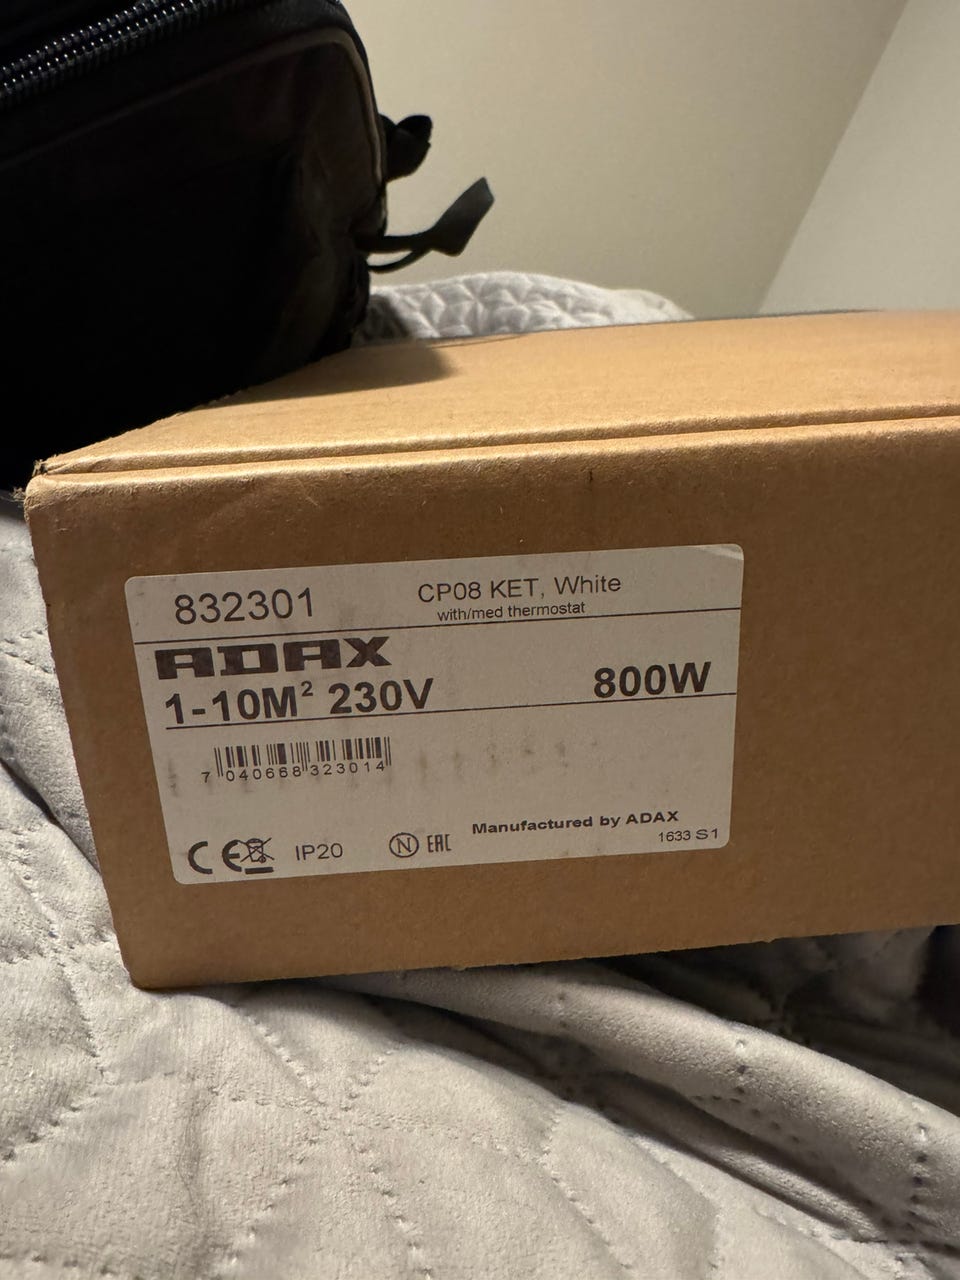 832301
CP08 KET, White
with/med thermostat
ADAX
1-10M² 230V
800W
7 040668 323014
CE IP20 N EAC
Manufactured by ADAX
1633 S1